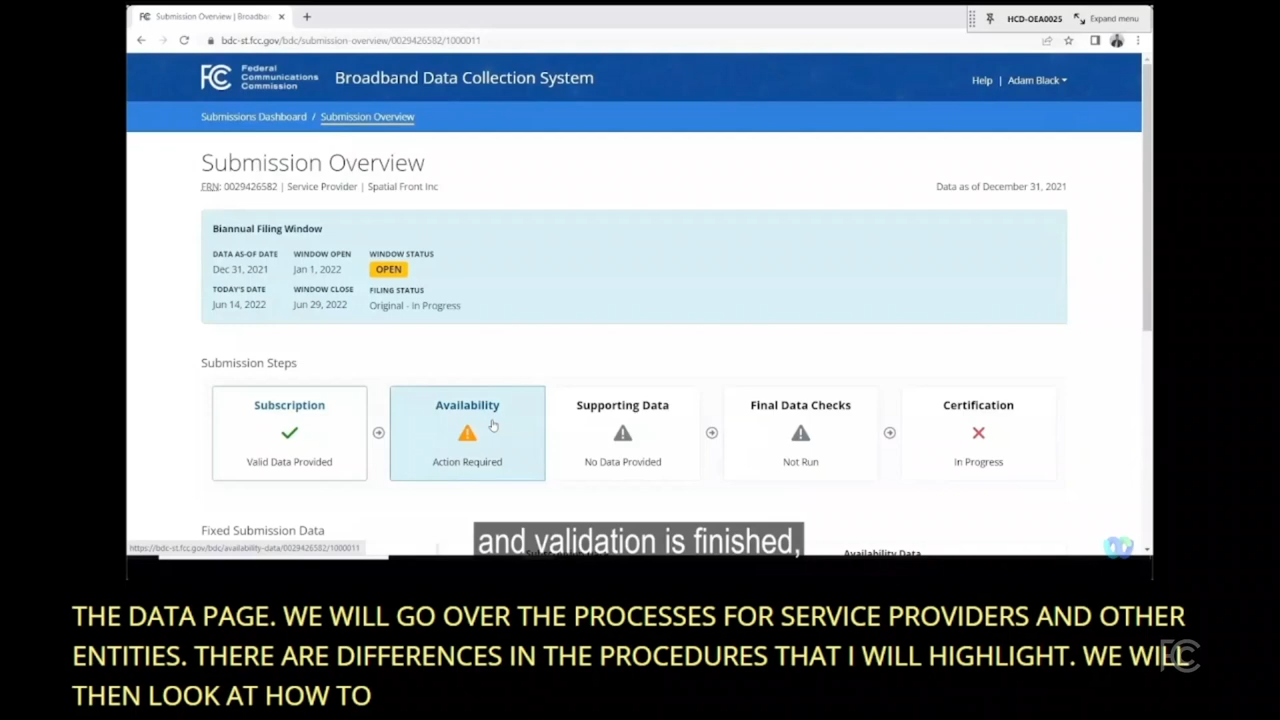 Submission Overview | Broadban
HCD-OEA0025
Expand menu
bdc-st.fcc.gov/bdc/submission-overview/0029426582/1000011
FCC
Federal
Communications
Commission
Broadband Data Collection System
Help | Adam Black
Submissions Dashboard / Submission Overview
Submission Overview
FRN: 0029426582 | Service Provider | Spatial Front Inc
Data as of December 31, 2021
Biannual Filing Window
DATA AS-OF DATE WINDOW OPEN WINDOW STATUS
Dec 31, 2021 Jan 1, 2022 OPEN
TODAY'S DATE WINDOW CLOSE FILING STATUS
Jun 14, 2022 Jun 29, 2022 Original - In Progress
Submission Steps
Subscription Availability Supporting Data Final Data Checks Certification
Valid Data Provided Action Required No Data Provided Not Run In Progress
Fixed Submission Data
and validation is finished,
https://bdc-st.fcc.gov/bdc/availability-data/0029426582/1000011
Availability Data
THE DATA PAGE. WE WILL GO OVER THE PROCESSES FOR SERVICE PROVIDERS AND OTHER
ENTITIES. THERE ARE DIFFERENCES IN THE PROCEDURES THAT I WILL HIGHLIGHT. WE WILL
THEN LOOK AT HOW TO
FCC